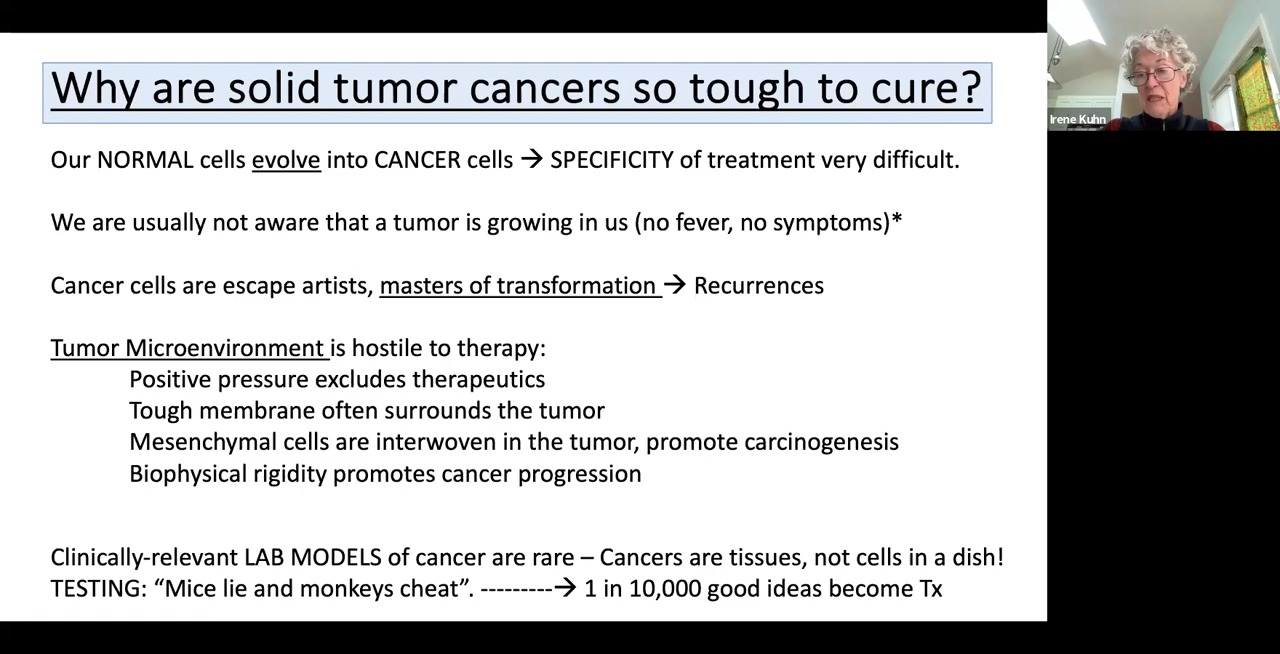 Why are solid tumor cancers so tough to cure?
Irene Kuhn
Our NORMAL cells evolve into CANCER cells → SPECIFICITY of treatment very difficult.
We are usually not aware that a tumor is growing in us (no fever, no symptoms)*
Cancer cells are escape artists, masters of transformation → Recurrences
Tumor Microenvironment is hostile to therapy:
Positive pressure excludes therapeutics
Tough membrane often surrounds the tumor
Mesenchymal cells are interwoven in the tumor, promote carcinogenesis
Biophysical rigidity promotes cancer progression
Clinically-relevant LAB MODELS of cancer are rare – Cancers are tissues, not cells in a dish!
TESTING: “Mice lie and monkeys cheat”. ---------→ 1 in 10,000 good ideas become Tx